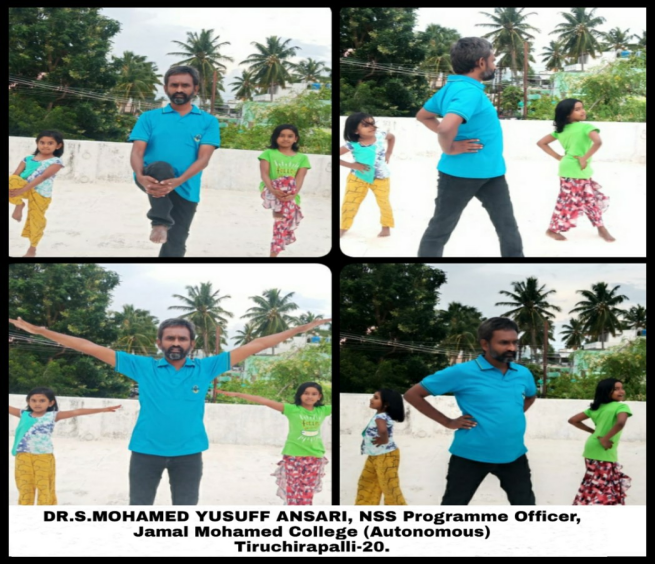 DR.S.MOHAMED YUSUFF ANSARI, NSS Programme Officer,
Jamal Mohamed College (Autonomous)
Tiruchirapalli-20.